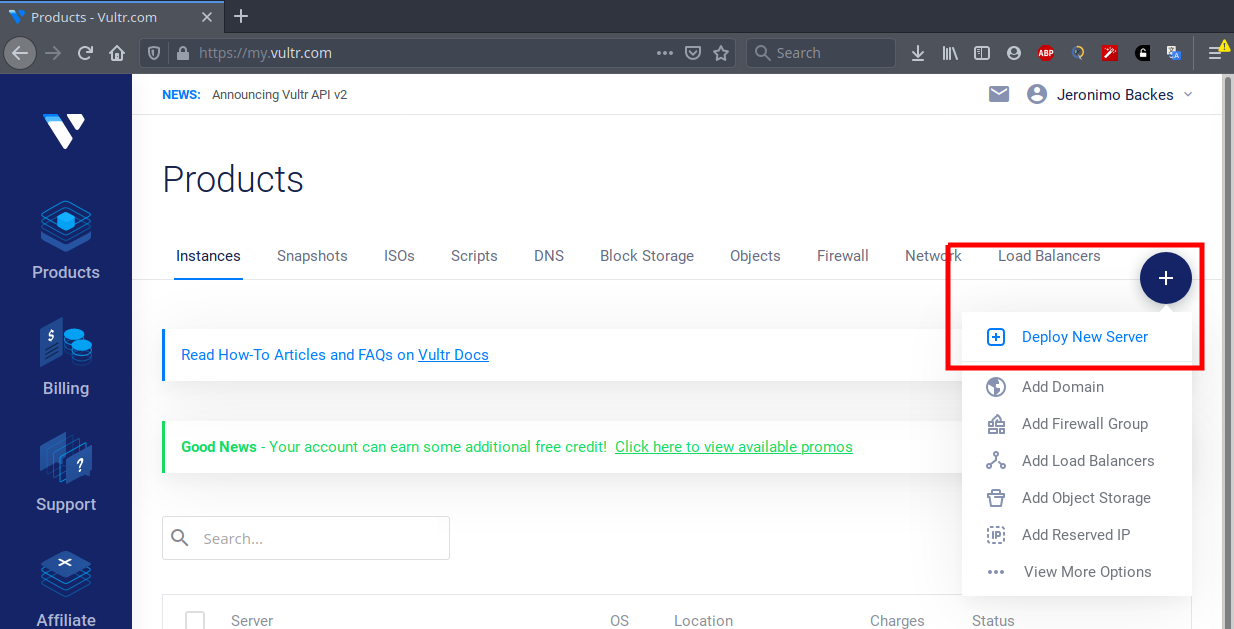 Products - Vultr.com
https://my.vultr.com
Search
ABP
NEWS: Announcing Vultr API v2
Jeronimo Backes
Products
Instances Snapshots ISOs Scripts DNS Block Storage Objects Firewall Network Load Balancers
Deploy New Server
Add Domain
Add Firewall Group
Add Load Balancers
Add Object Storage
IP Add Reserved IP
View More Options
Read How-To Articles and FAQs on Vultr Docs
Good News - Your account can earn some additional free credit! Click here to view available promos
Search...
Server OS Location Charges Status
Products
$
Billing
?
Support
Affiliate